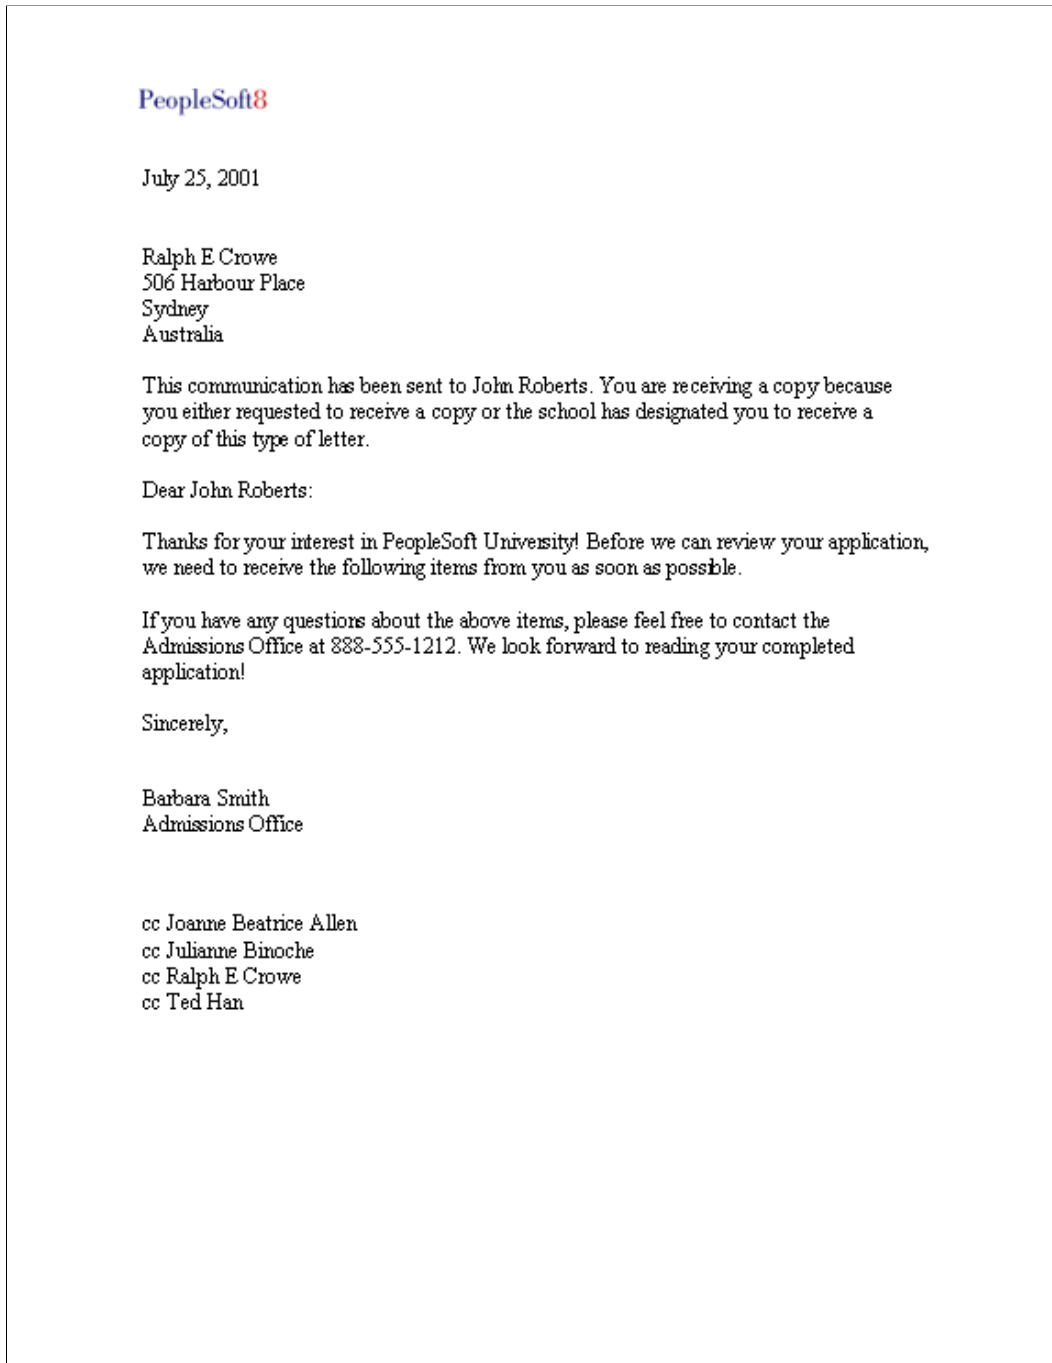 PeopleSoft8
July 25, 2001
Ralph E Crowe
506 Harbour Place
Sydney
Australia
This communication has been sent to John Roberts. You are receiving a copy because
you either requested to receive a copy or the school has designated you to receive a
copy of this type of letter.
Dear John Roberts:
Thanks for your interest in PeopleSoft University! Before we can review your application,
we need to receive the following items from you as soon as possible.
If you have any questions about the above items, please feel free to contact the
Admissions Office at 888-555-1212. We look forward to reading your completed
application!
Sincerely,
Barbara Smith
Admissions Office
cc Joanne Beatrice Allen
cc Julianne Binoche
cc Ralph E Crowe
cc Ted Han